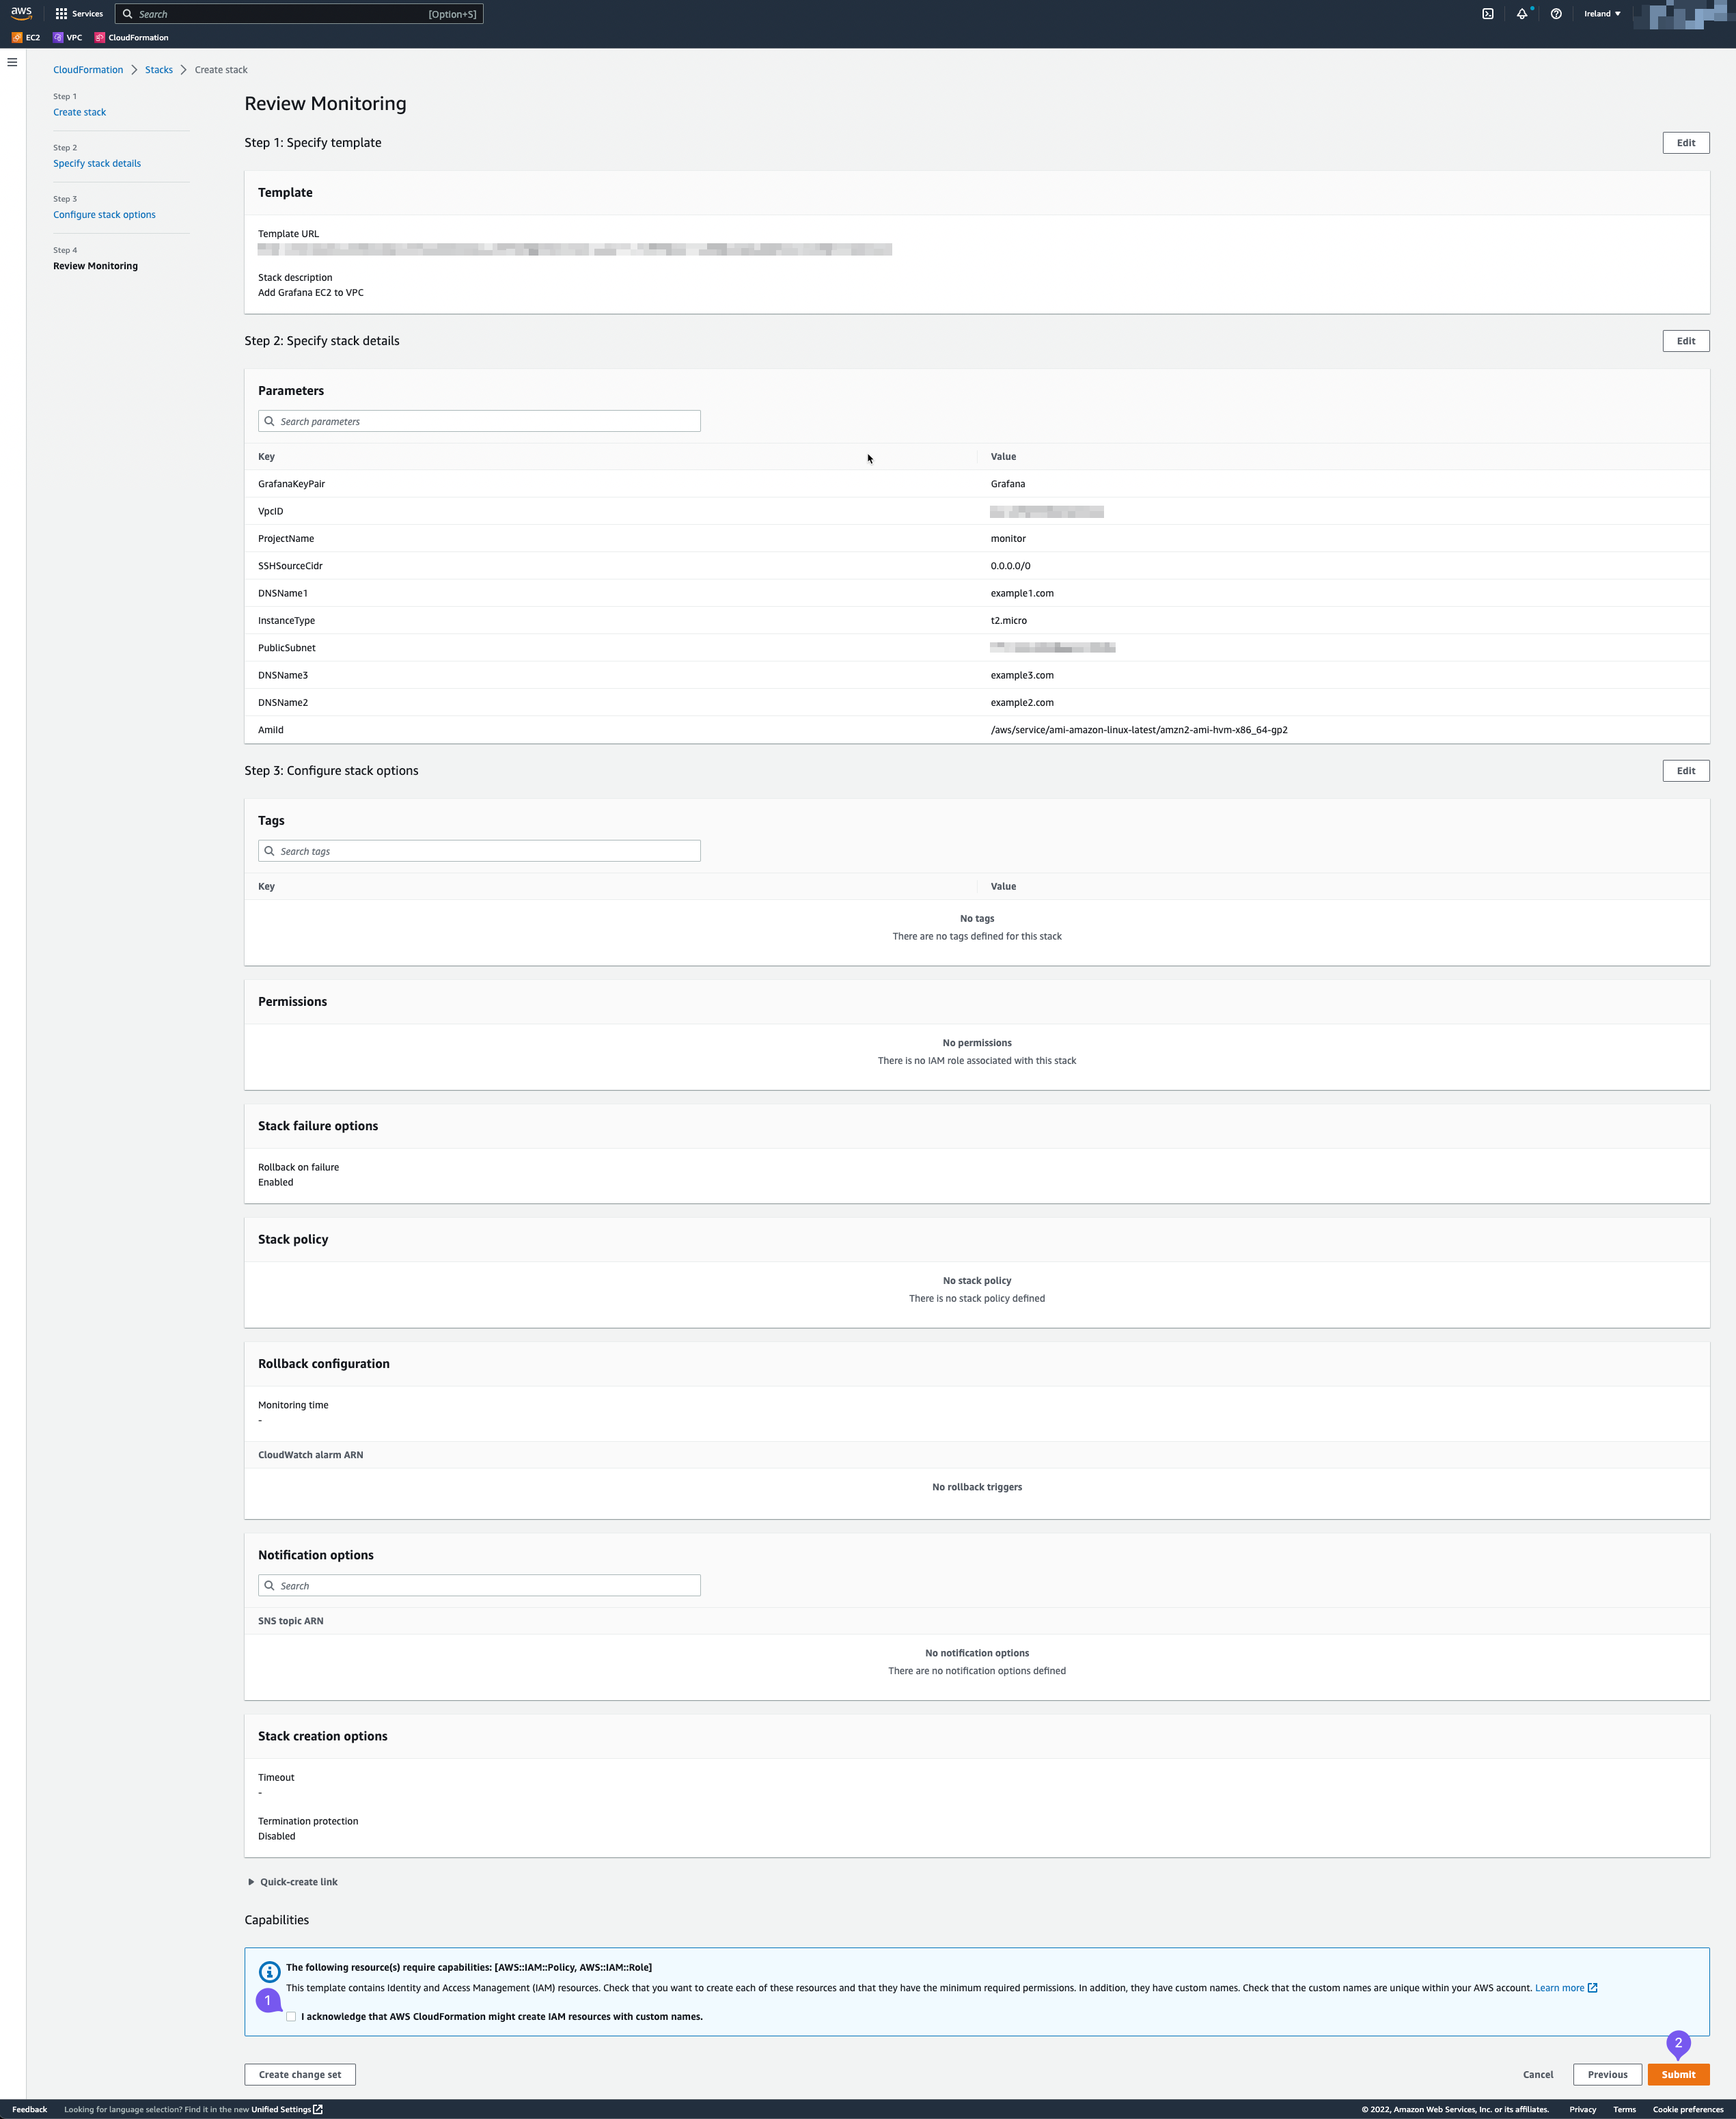 aws
Services
Search
[Option+S]
Ireland
EC2
VPC
CloudFormation
CloudFormation
Stacks
Create stack
Step 1
Create stack
Step 2
Specify stack details
Step 3
Configure stack options
Step 4
Review Monitoring
Review Monitoring
Step 1: Specify template
Edit
Template
Template URL
Stack description
Add Grafana EC2 to VPC
Step 2: Specify stack details
Edit
Parameters
Search parameters
Key Value
GrafanaKeyPair Grafana
VpcID
ProjectName monitor
SSHSourceCidr 0.0.0.0/0
DNSName1 example1.com
InstanceType t2.micro
PublicSubnet
DNSName3 example3.com
DNSName2 example2.com
AmiId /aws/service/ami-amazon-linux-latest/amzn2-ami-hvm-x86_64-gp2
Step 3: Configure stack options
Edit
Tags
Search tags
Key Value
No tags
There are no tags defined for this stack
Permissions
No permissions
There is no IAM role associated with this stack
Stack failure options
Rollback on failure
Enabled
Stack policy
No stack policy
There is no stack policy defined
Rollback configuration
Monitoring time
-
CloudWatch alarm ARN
No rollback triggers
Notification options
Search
SNS topic ARN
No notification options
There are no notification options defined
Stack creation options
Timeout
-
Termination protection
Disabled
Quick-create link
Capabilities
The following resource(s) require capabilities: [AWS::IAM::Policy, AWS::IAM::Role]
This template contains Identity and Access Management (IAM) resources. Check that you want to create each of these resources and that they have the minimum required permissions. In addition, they have custom names. Check that the custom names are unique within your AWS account. Learn more
1
I acknowledge that AWS CloudFormation might create IAM resources with custom names.
2
Create change set
Cancel
Previous
Submit
Feedback
Looking for language selection? Find it in the new Unified Settings
© 2022, Amazon Web Services, Inc. or its affiliates.
Privacy
Terms
Cookie preferences